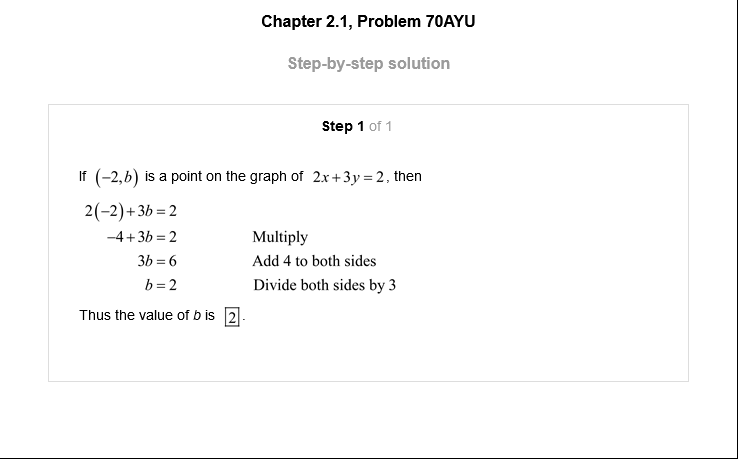 Chapter 2.1, Problem 70AYU
Step-by-step solution
Step 1 of 1
If (−2,b) is a point on the graph of 2x+3y=2, then
2(−2)+3b=2
−4+3b=2 Multiply
3b=6 Add 4 to both sides
b=2 Divide both sides by 3
Thus the value of b is 2.